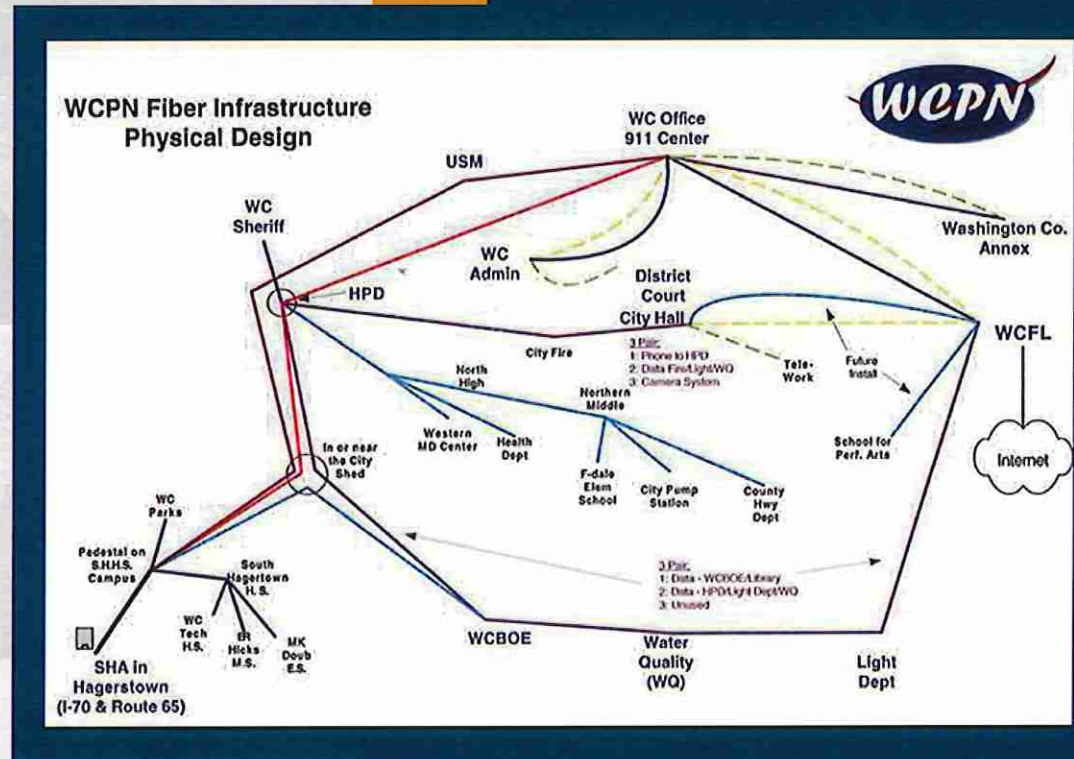 WCPN Fiber Infrastructure
Physical Design
WCPN
WC Office
911 Center
USM
WC
Sheriff
Washington Co.
Annex
WC
Admin
HPD
District
Court
City Hall
WCFL
City Fire
3 Pair:
1: Phone to HPD
2: Data Fire/Light/WQ
3: Camera System
Tele-
Work
Future
Install
North
High
Northern
Middle
Western
MD Center
Health
Dept
School for
Perf. Arts
Internet
In or near
the City
Shed
F-dale
Elem
School
City Pump
Station
County
Hwy
Dept
WC
Parks
Pedestal on
S.H.H.S.
Campus
South
Hagertown
H. S.
3 Pair:
1: Data - WCBOE/Library
2: Data - HPD/Light Dept/WQ
3: Unused
WC
Tech
H.S.
ER
Hicks
M.S.
MK
Doub
E.S.
WCBOE
Water
Quality
(WQ)
Light
Dept
SHA in
Hagerstown
(I-70 & Route 65)